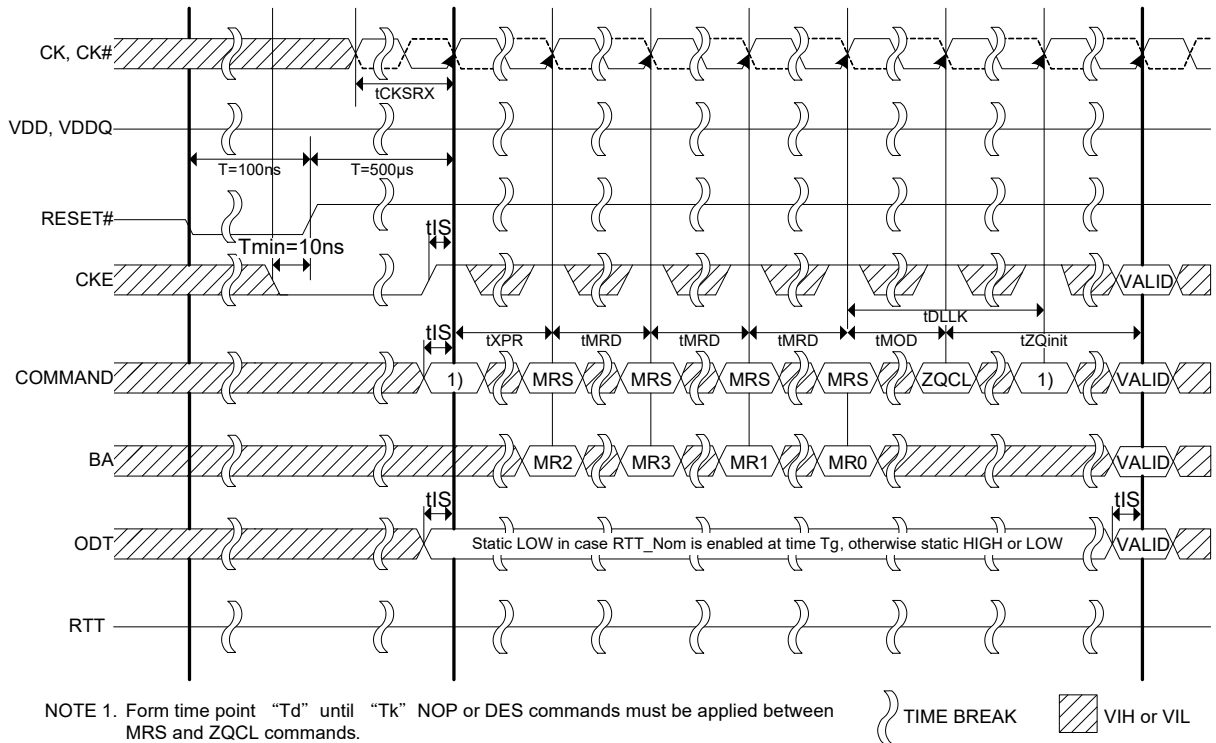 CK, CK#
tCKSRX
VDD, VDDQ
T=100ns
T=500μs
RESET#
tIS
Tmin=10ns
CKE
VALID
tDLLK
tIS
tXPR
tMRD
tMRD
tMRD
tMOD
tZQinit
COMMAND
1)
MRS
MRS
MRS
MRS
ZQCL
1)
VALID
BA
MR2
MR3
MR1
MR0
VALID
tIS
tIS
ODT
Static LOW in case RTT_Nom is enabled at time Tg, otherwise static HIGH or LOW
VALID
RTT
NOTE 1. Form time point “Td” until “Tk” NOP or DES commands must be applied between
MRS and ZQCL commands.
TIME BREAK
VIH or VIL